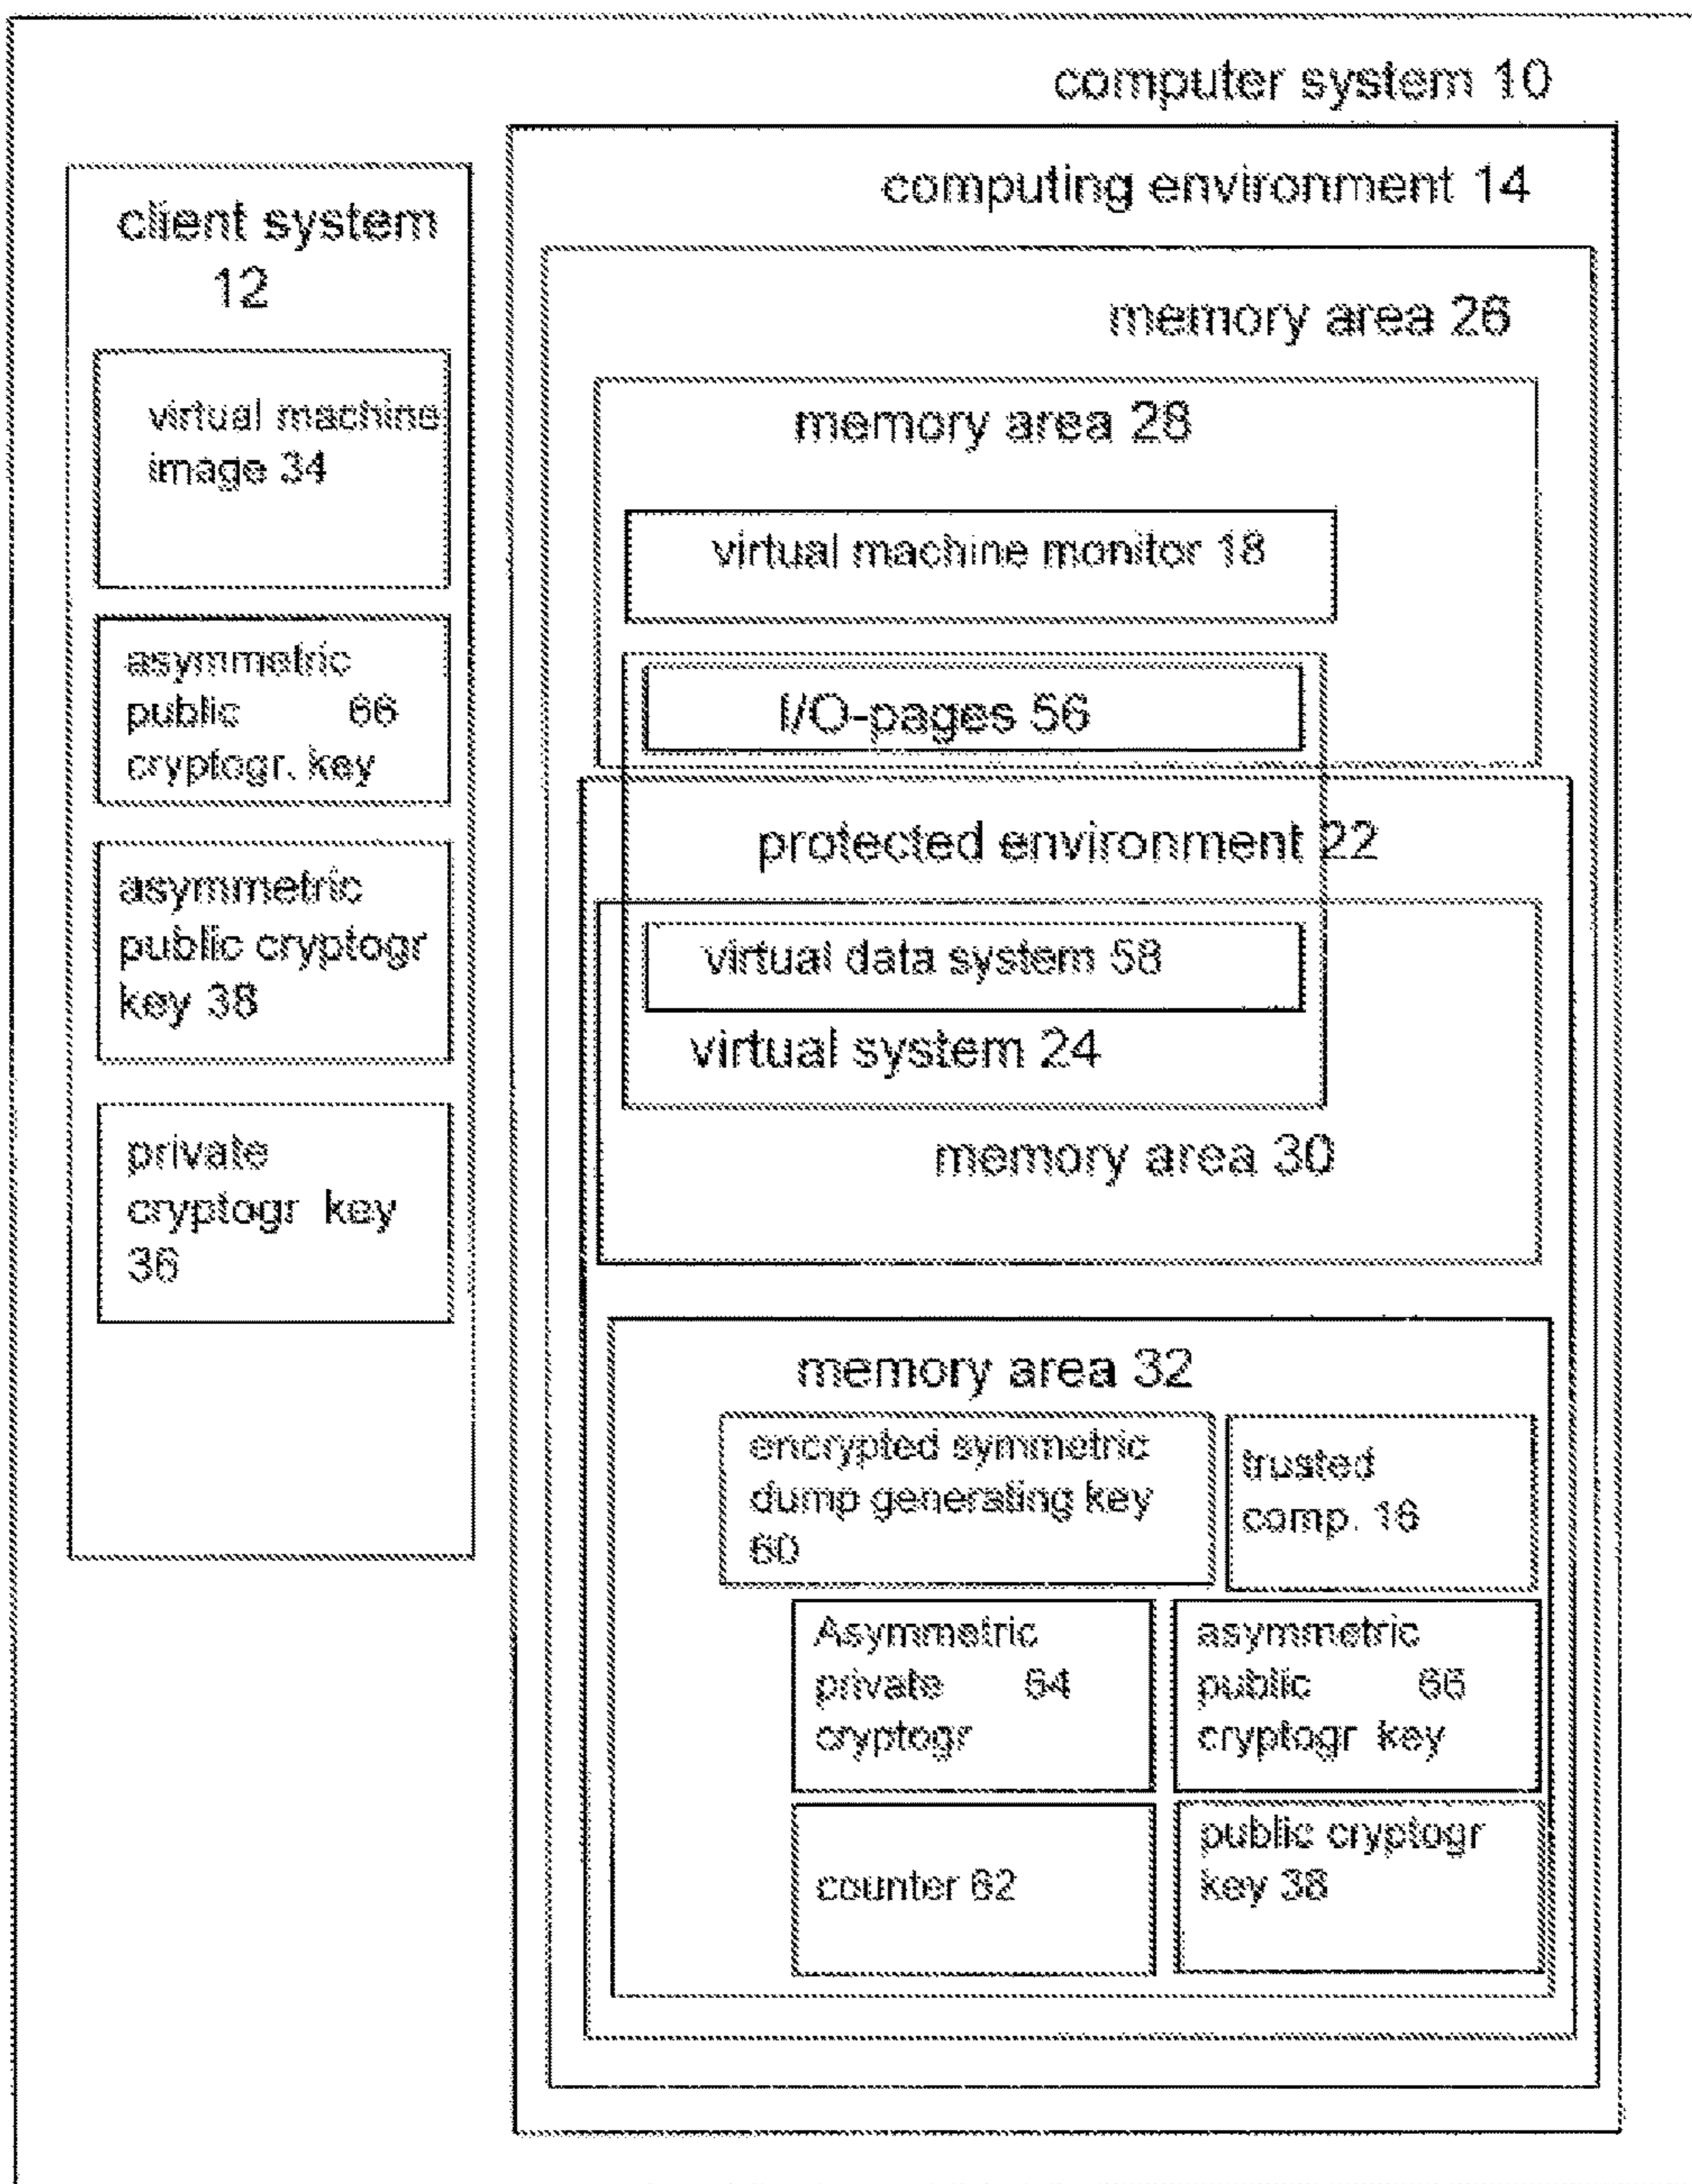 computer system 10
client system
12
virtual machine
image 34
asymmetric
public 66
cryptogr. key
asymmetric
public cryptogr
key 38
private
cryptogr key
36
computing environment 14
memory area 26
memory area 28
virtual machine monitor 18
I/O-pages 56
protected environment 22
virtual data system 58
virtual system 24
memory area 30
memory area 32
encrypted symmetric
dump generating key
60
trusted
comp. 16
Asymmetric
private 64
cryptogr
asymmetric
public 66
cryptogr key
counter 62
public cryptogr
key 38